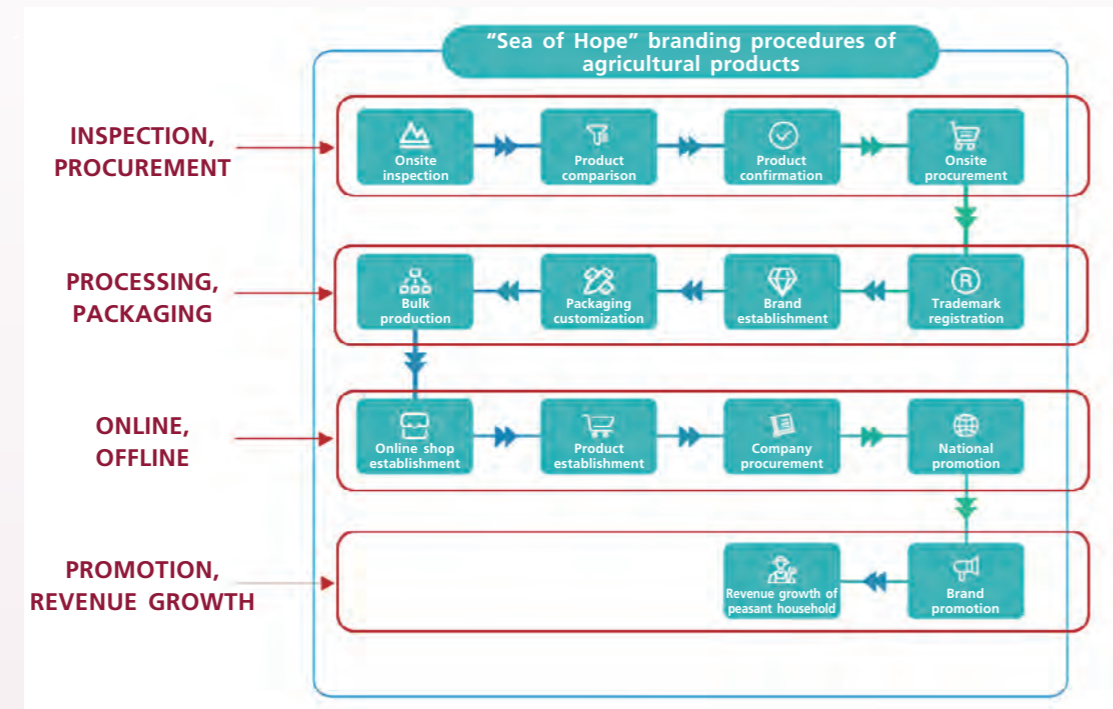 "Sea of Hope" branding procedures of
agricultural products
INSPECTION,
PROCUREMENT
Onsite
inspection
Product
comparison
Product
confirmation
Onsite
procurement
PROCESSING,
PACKAGING
Bulk
production
Packaging
customization
Brand
establishment
R
Trademark
registration
ONLINE,
OFFLINE
Online shop
establishment
Product
establishment
Company
procurement
National
promotion
PROMOTION,
REVENUE GROWTH
Revenue growth of
peasant household
Brand
promotion